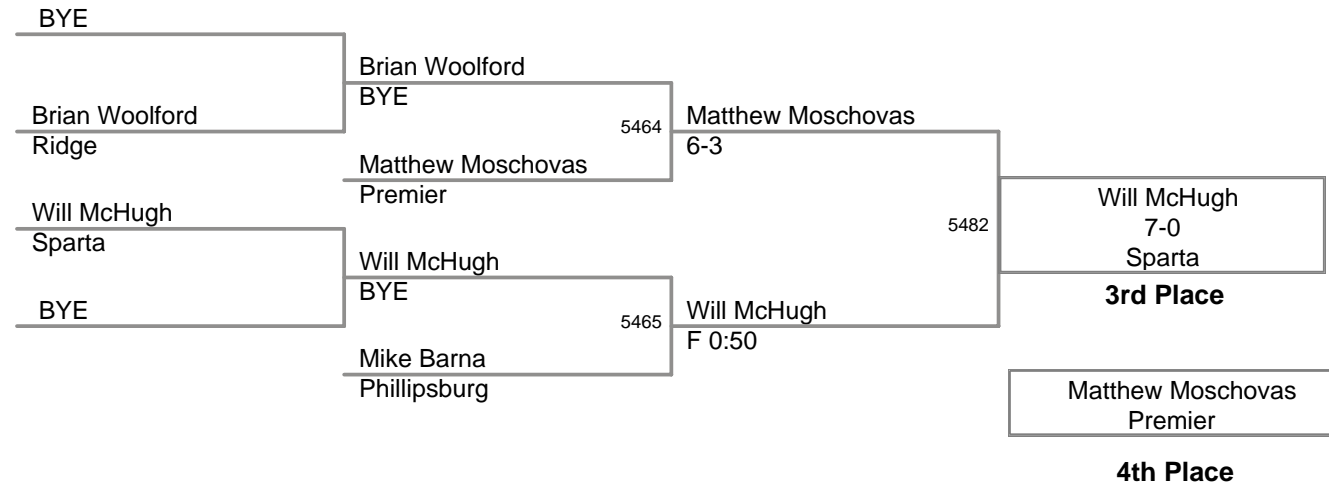 BYE
Brian Woolford
BYE
Brian Woolford
Ridge
5464
Matthew Moschovas
6-3
Matthew Moschovas
Premier
Will McHugh
Sparta
5482
Will McHugh
7-0
Sparta
3rd Place
Will McHugh
BYE
BYE
5465
Will McHugh
F 0:50
Mike Barna
Phillipsburg
Matthew Moschovas
Premier
4th Place